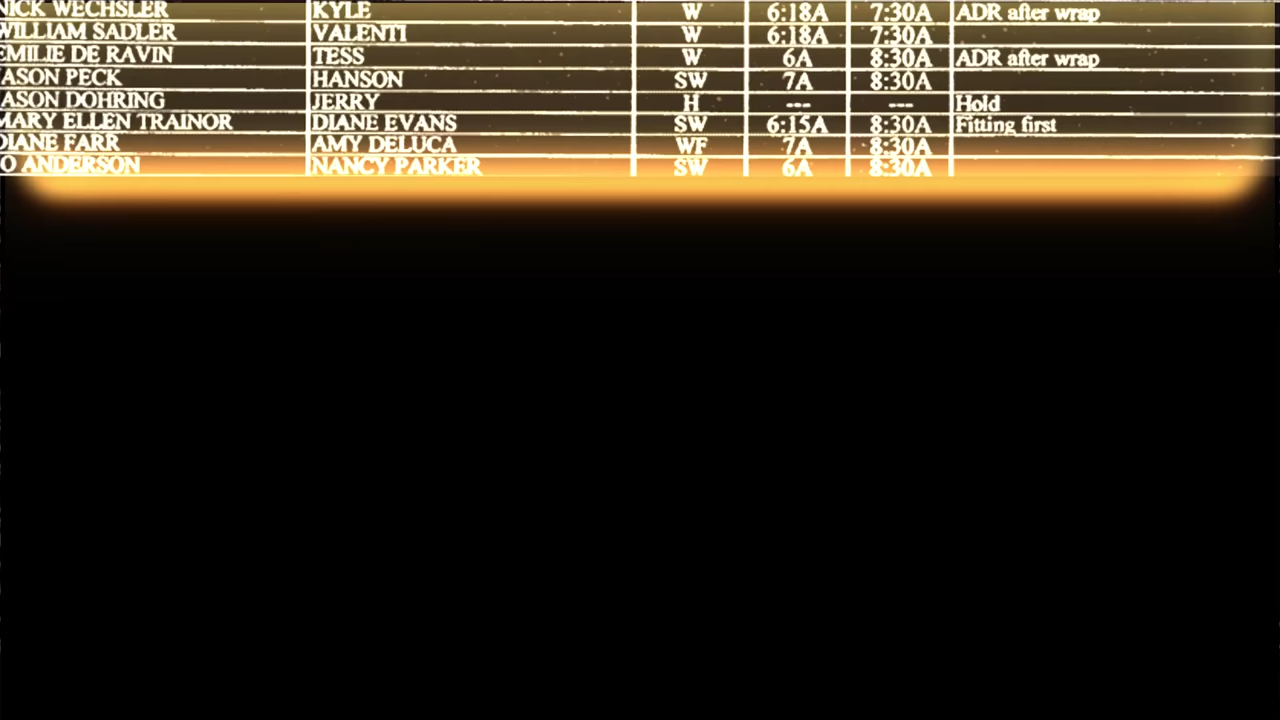 NICK WECHSLER KYLE W 6:18A 7:30A ADR after wrap
WILLIAM SADLER VALENTI W 6:18A 7:30A
EMILIE DE RAVIN TESS W 6A 8:30A ADR after wrap
ASON PECK HANSON SW 7A 8:30A
ASON DOHRING JERRY H --- --- Hold
MARY ELLEN TRAINOR DIANE EVANS SW 6:15A 8:30A Fitting first
DIANE FARR AMY DELUCA WF 7A 8:30A
O ANDERSON NANCY PARKER SW 6A 8:30A